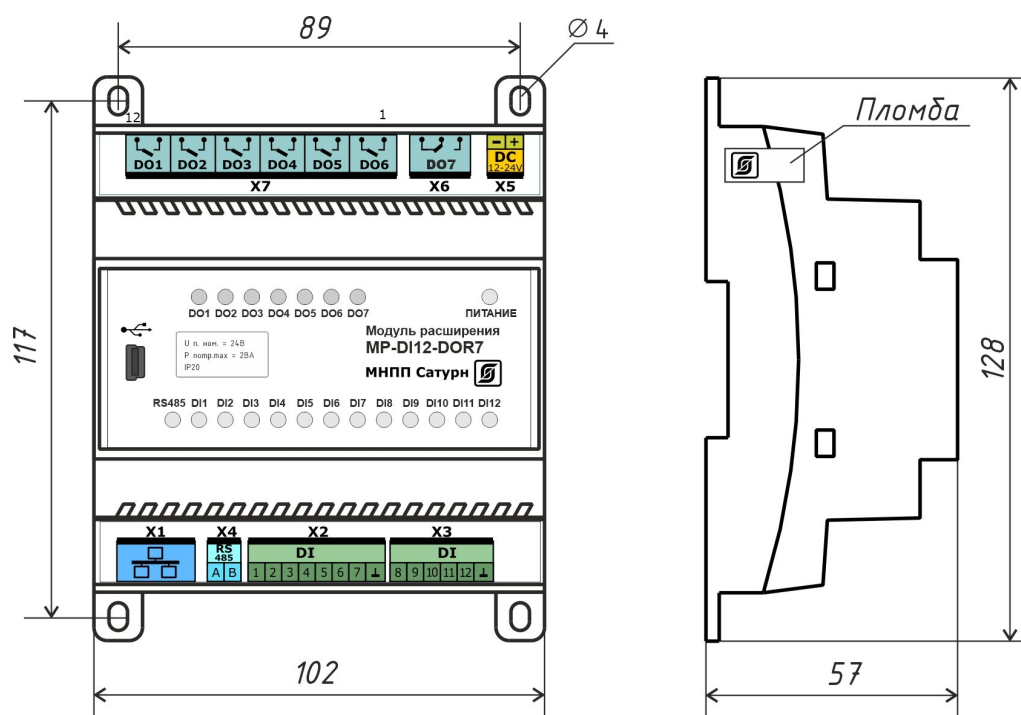 89
Ø 4
12
1
DO1 DO2 DO3 DO4 DO5 DO6
DO7
− +
DC
12-24V
X7
X6
X5
Пломба
117
128
DO1 DO2 DO3 DO4 DO5 DO6 DO7
ПИТАНИЕ
U п. ном. = 24В
P потр.max = 2ВА
IP20
Модуль расширения
MP-DI12-DOR7
МНПП Сатурн
RS485 DI1 DI2 DI3 DI4 DI5 DI6 DI7 DI8 DI9 DI10 DI11 DI12
X1
X4
X2
X3
RS
485
A B
DI
1 2 3 4 5 6 7
DI
8 9 10 11 12
102
57